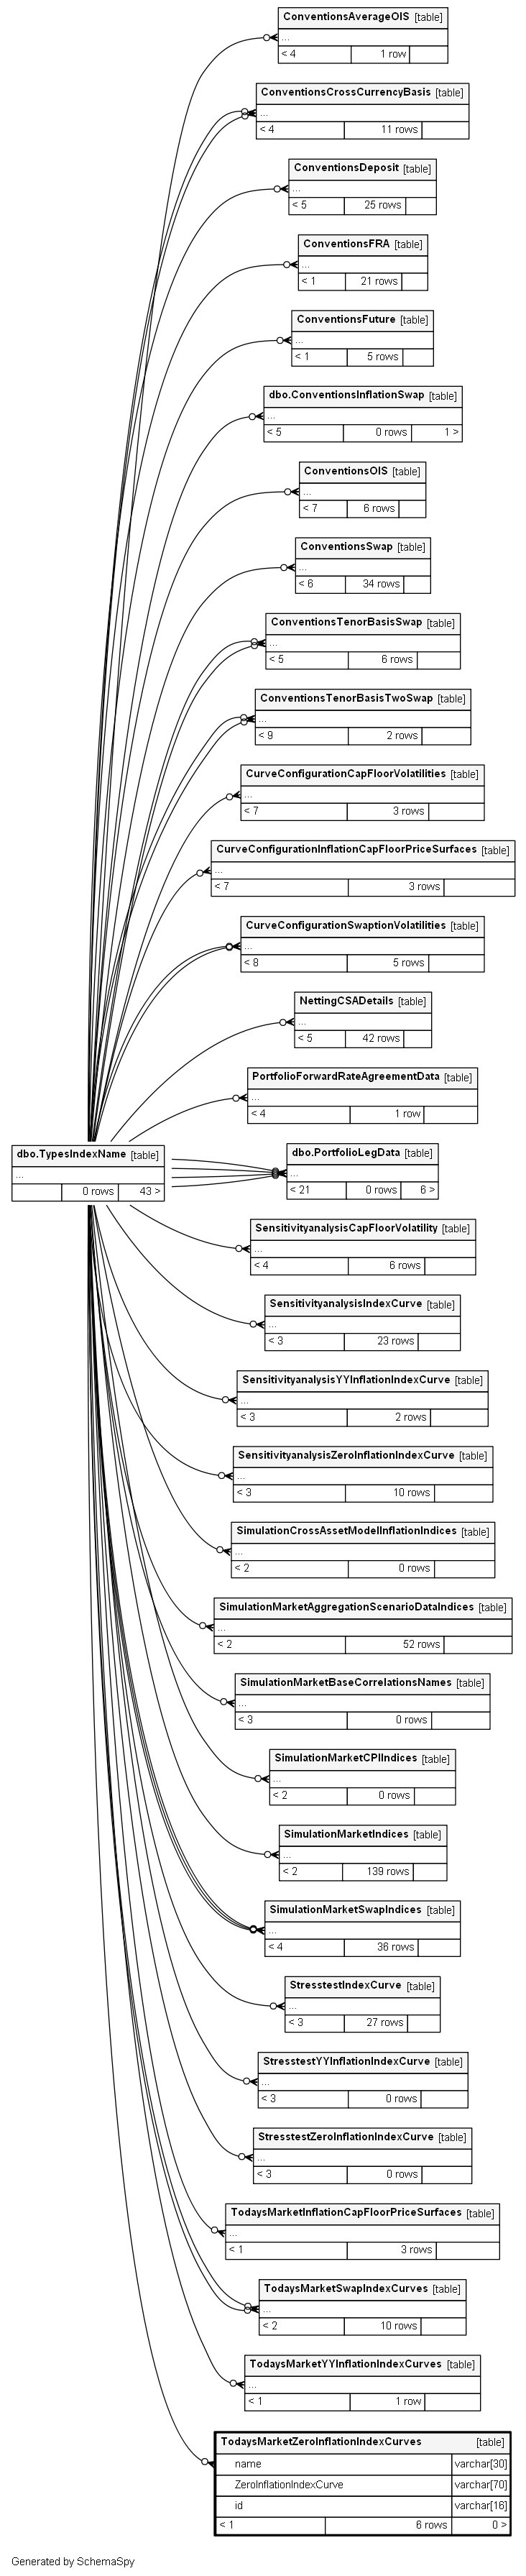 ConventionsAverageOIS [table]
...
< 4 1 row
ConventionsCrossCurrencyBasis [table]
...
< 4 11 rows
ConventionsDeposit [table]
...
< 5 25 rows
ConventionsFRA [table]
...
< 1 21 rows
ConventionsFuture [table]
...
< 1 5 rows
dbo.ConventionsInflationSwap [table]
...
< 5 0 rows 1 >
ConventionsOIS [table]
...
< 7 6 rows
ConventionsSwap [table]
...
< 6 34 rows
ConventionsTenorBasisSwap [table]
...
< 5 6 rows
ConventionsTenorBasisTwoSwap [table]
...
< 9 2 rows
CurveConfigurationCapFloorVolatilities [table]
...
< 7 3 rows
CurveConfigurationInflationCapFloorPriceSurfaces [table]
...
< 7 3 rows
CurveConfigurationSwaptionVolatilities [table]
...
< 8 5 rows
NettingCSADetails [table]
...
< 5 42 rows
PortfolioForwardRateAgreementData [table]
...
< 4 1 row
dbo.TypesIndexName [table]
...
0 rows 43 >
dbo.PortfolioLegData [table]
...
< 21 0 rows 6 >
SensitivityanalysisCapFloorVolatility [table]
...
< 4 6 rows
SensitivityanalysisIndexCurve [table]
...
< 3 23 rows
SensitivityanalysisYYInflationIndexCurve [table]
...
< 3 2 rows
SensitivityanalysisZeroInflationIndexCurve [table]
...
< 3 10 rows
SimulationCrossAssetModelInflationIndices [table]
...
< 2 0 rows
SimulationMarketAggregationScenarioDataIndices [table]
...
< 2 52 rows
SimulationMarketBaseCorrelationsNames [table]
...
< 3 0 rows
SimulationMarketCPIIndices [table]
...
< 2 0 rows
SimulationMarketIndices [table]
...
< 2 139 rows
SimulationMarketSwapIndices [table]
...
< 4 36 rows
StresstestIndexCurve [table]
...
< 3 27 rows
StresstestYYInflationIndexCurve [table]
...
< 3 0 rows
StresstestZeroInflationIndexCurve [table]
...
< 3 0 rows
TodaysMarketInflationCapFloorPriceSurfaces [table]
...
< 1 3 rows
TodaysMarketSwapIndexCurves [table]
...
< 2 10 rows
TodaysMarketYYInflationIndexCurves [table]
...
< 1 1 row
TodaysMarketZeroInflationIndexCurves [table]
name varchar[30]
ZeroInflationIndexCurve varchar[70]
id varchar[16]
< 1 6 rows 0 >
Generated by SchemaSpy